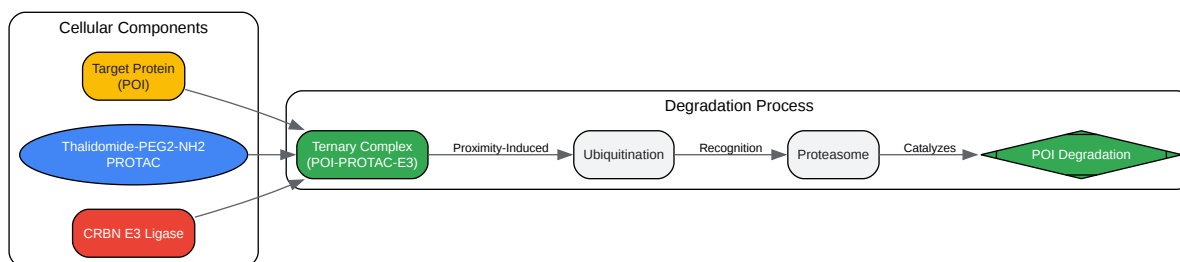 Cellular Components
Target Protein
(POI)
Thalidomide-PEG2-NH2
PROTAC
CRBN E3 Ligase
Degradation Process
Ternary Complex
(POI-PROTAC-E3)
Proximity-Induced
Ubiquitination
Recognition
Proteasome
Catalyzes
POI Degradation